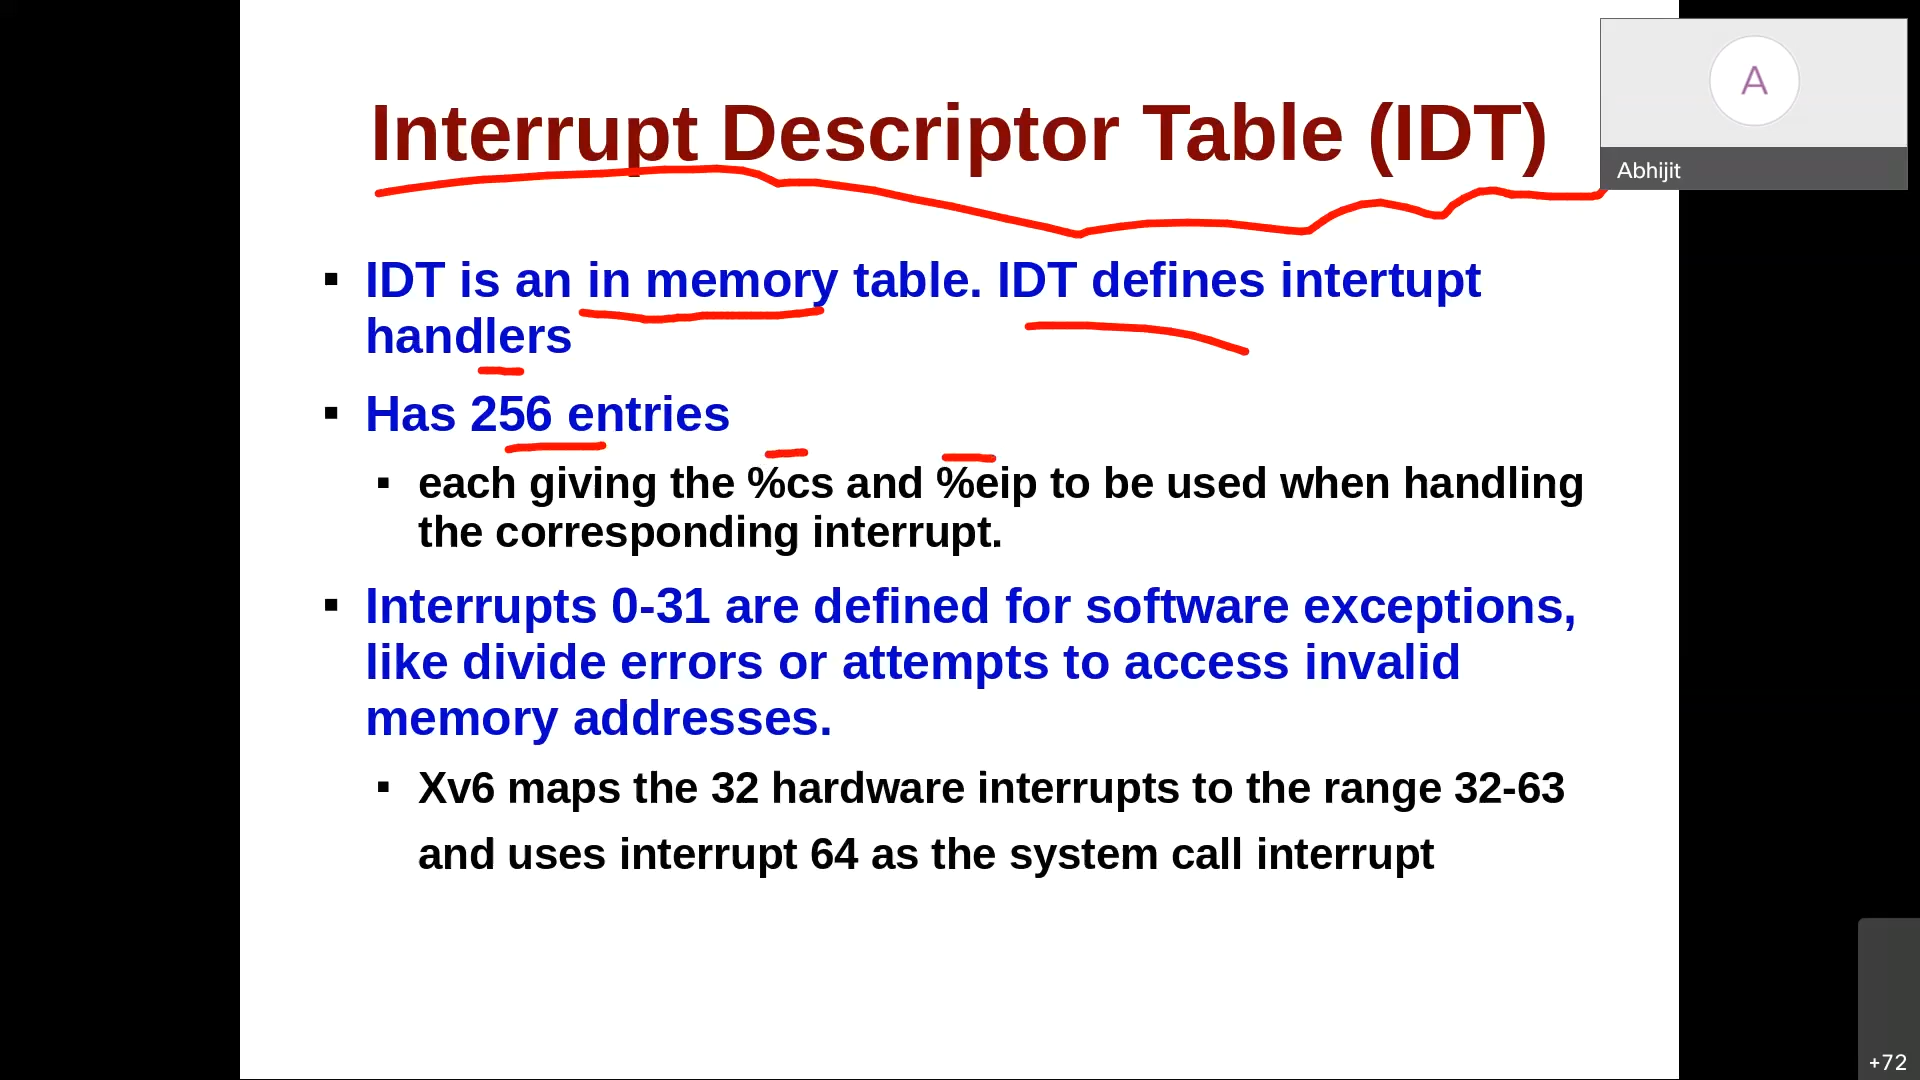 Interrupt Descriptor Table (IDT)
A
Abhijit
▪ IDT is an in memory table. IDT defines intertupt
handlers
▪ Has 256 entries
▪ each giving the %cs and %eip to be used when handling
the corresponding interrupt.
▪ Interrupts 0-31 are defined for software exceptions,
like divide errors or attempts to access invalid
memory addresses.
▪ Xv6 maps the 32 hardware interrupts to the range 32-63
and uses interrupt 64 as the system call interrupt
+72